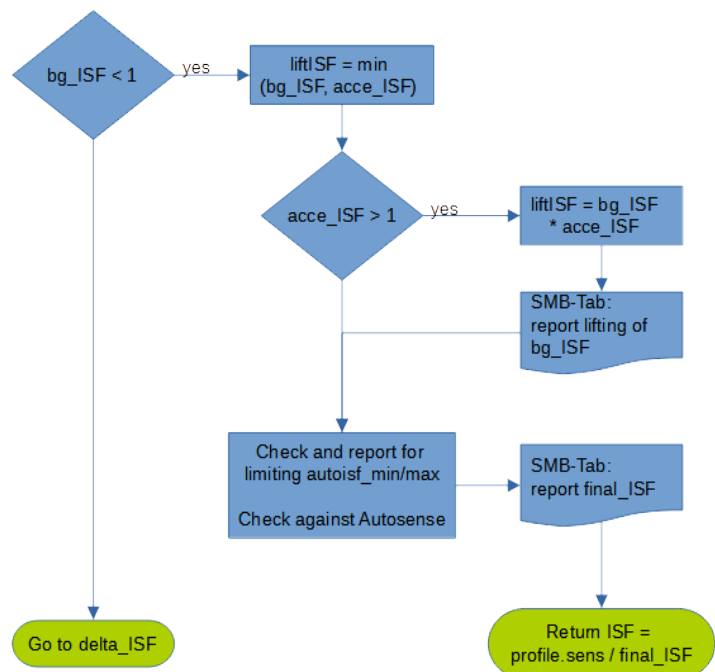 bg_ISF < 1
yes
liftISF = min
(bg_ISF, acce_ISF)
acce_ISF > 1
yes
liftISF = bg_ISF
* acce_ISF
SMB-Tab:
report lifting of
bg_ISF
Check and report for
limiting autoisf_min/max
Check against Autosense
SMB-Tab:
report final_ISF
Go to delta_ISF
Return ISF =
profile.sens / final_ISF